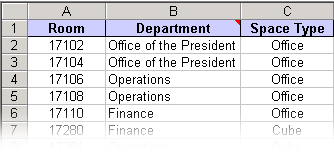 A B C
1 Room Department Space Type
2 17102 Office of the President Office
3 17104 Office of the President Office
4 17106 Operations Office
5 17108 Operations Office
6 17110 Finance Office
7 17280 Finance Cube